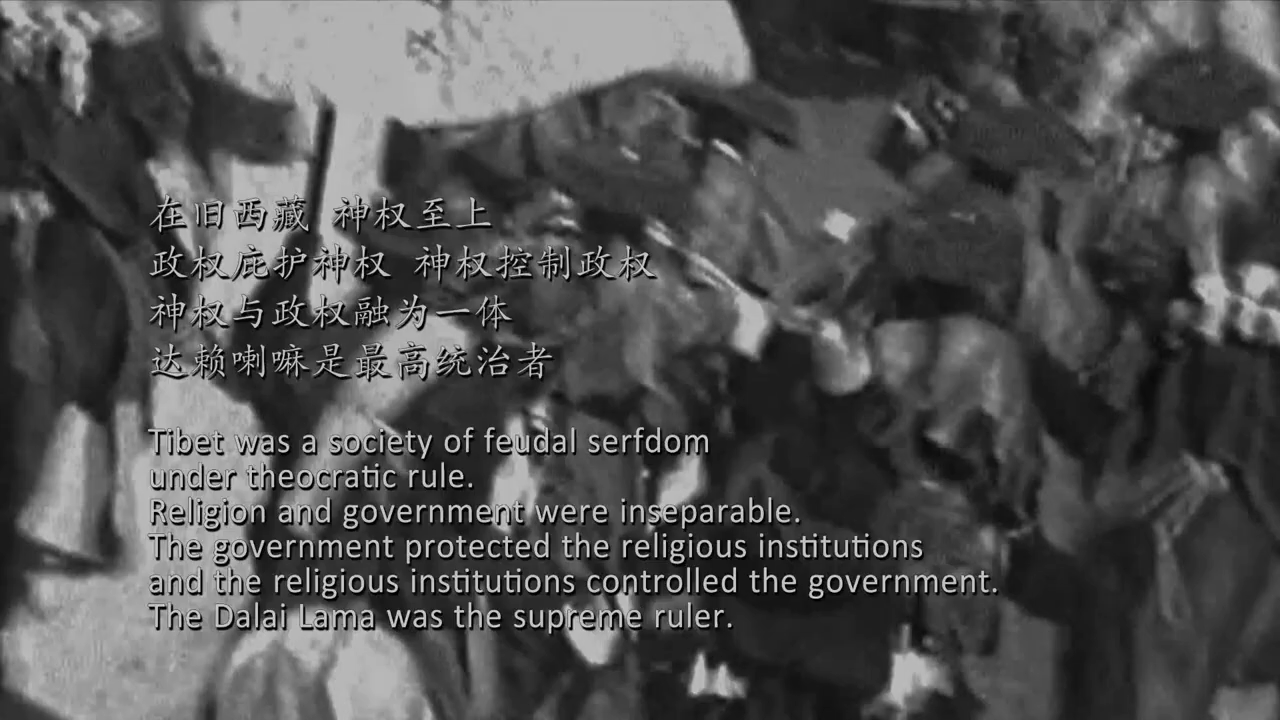 在旧西藏 神权至上
政权庇护神权 神权控制政权
神权与政权融为一体
达赖喇嘛是最高统治者
Tibet was a society of feudal serfdom
under theocratic rule.
Religion and government were inseparable.
The government protected the religious institutions
and the religious institutions controlled the government.
The Dalai Lama was the supreme ruler.